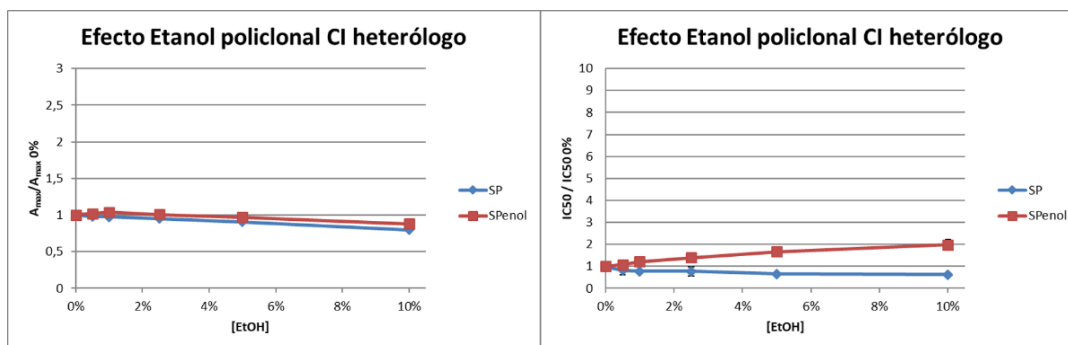 Efecto Etanol policlonal CI heterólogo
3
2,5
2
1,5
1
0,5
0
A_max/A_max 0%
0% 2% 4% 6% 8% 10%
[EtOH]
SP
SPenol
Efecto Etanol policlonal CI heterólogo
10
9
8
7
6
5
4
3
2
1
0
IC50 / IC50 0%
0% 2% 4% 6% 8% 10%
[EtOH]
SP
SPenol